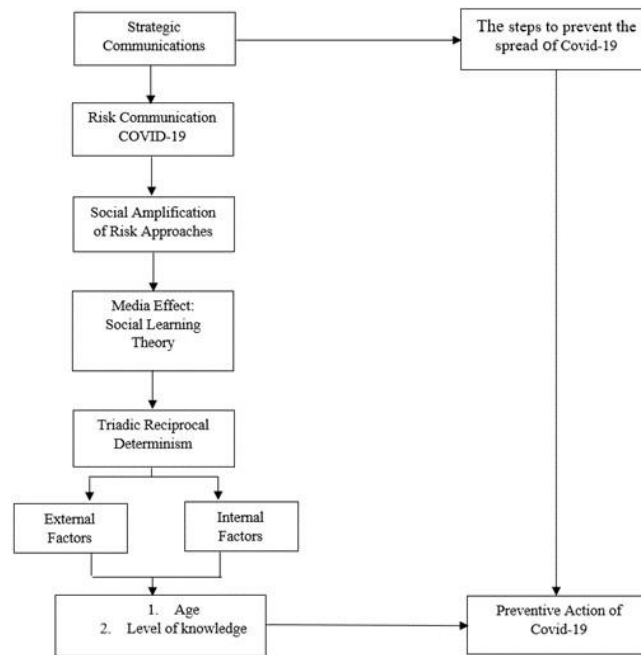 Strategic
Communications
The steps to prevent the
spread of Covid-19
Risk Communication
COVID-19
Social Amplification
of Risk Approaches
Media Effect:
Social Learning
Theory
Triadic Reciprocal
Determinism
External
Factors
Internal
Factors
1. Age
2. Level of knowledge
Preventive Action of
Covid-19